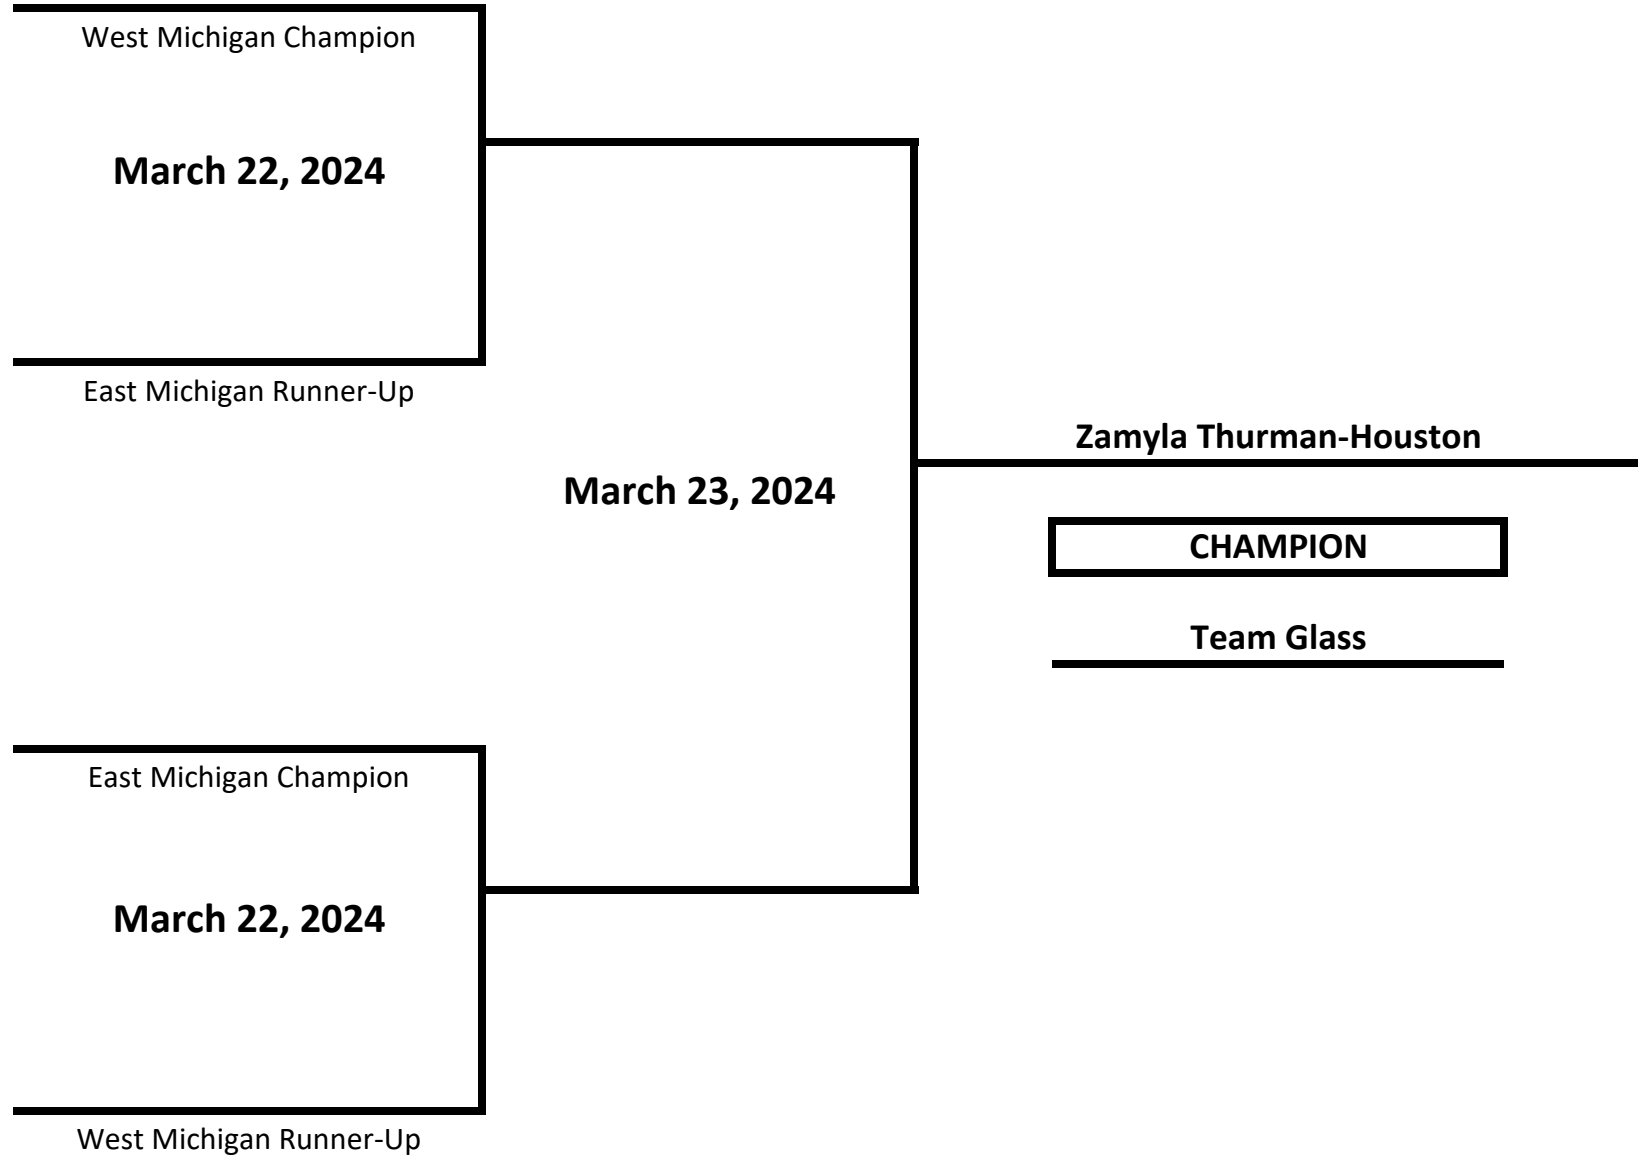 West Michigan Champion
March 22, 2024
East Michigan Runner-Up
Zamyla Thurman-Houston
March 23, 2024
CHAMPION
Team Glass
East Michigan Champion
March 22, 2024
West Michigan Runner-Up